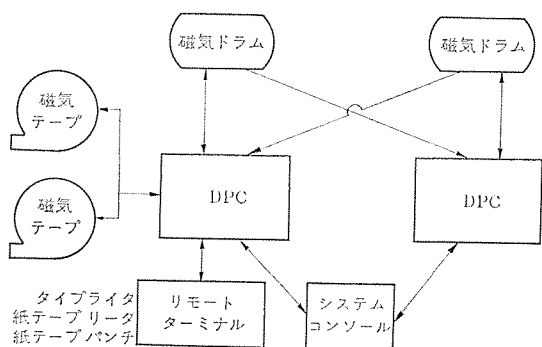 磁気ドラム
磁気ドラム
磁気
テープ
磁気
テープ
DPC
DPC
タイプライタ
紙テープリータ
紙テープパンチ
リモート
ターミナル
システム
コンソール